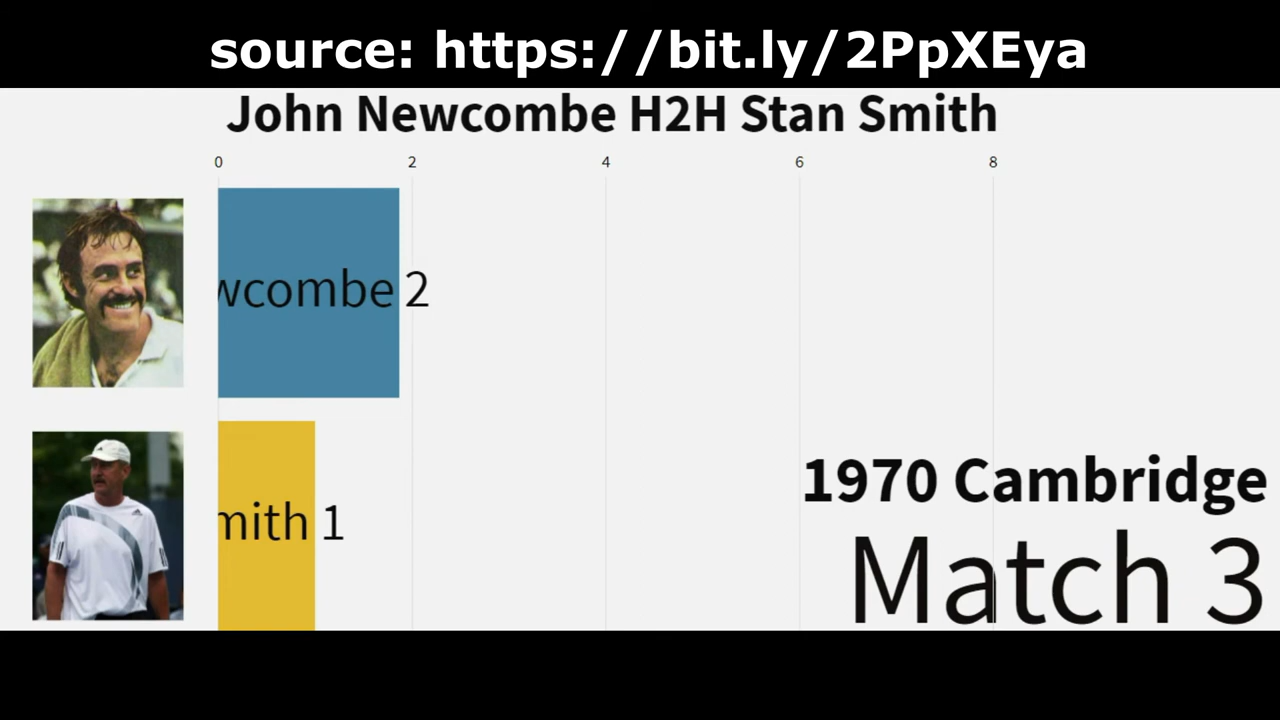 source: https://bit.ly/2PpXEya
John Newcombe H2H Stan Smith
0 2 4 6 8
wcombe 2
mith 1
1970 Cambridge
Match 3